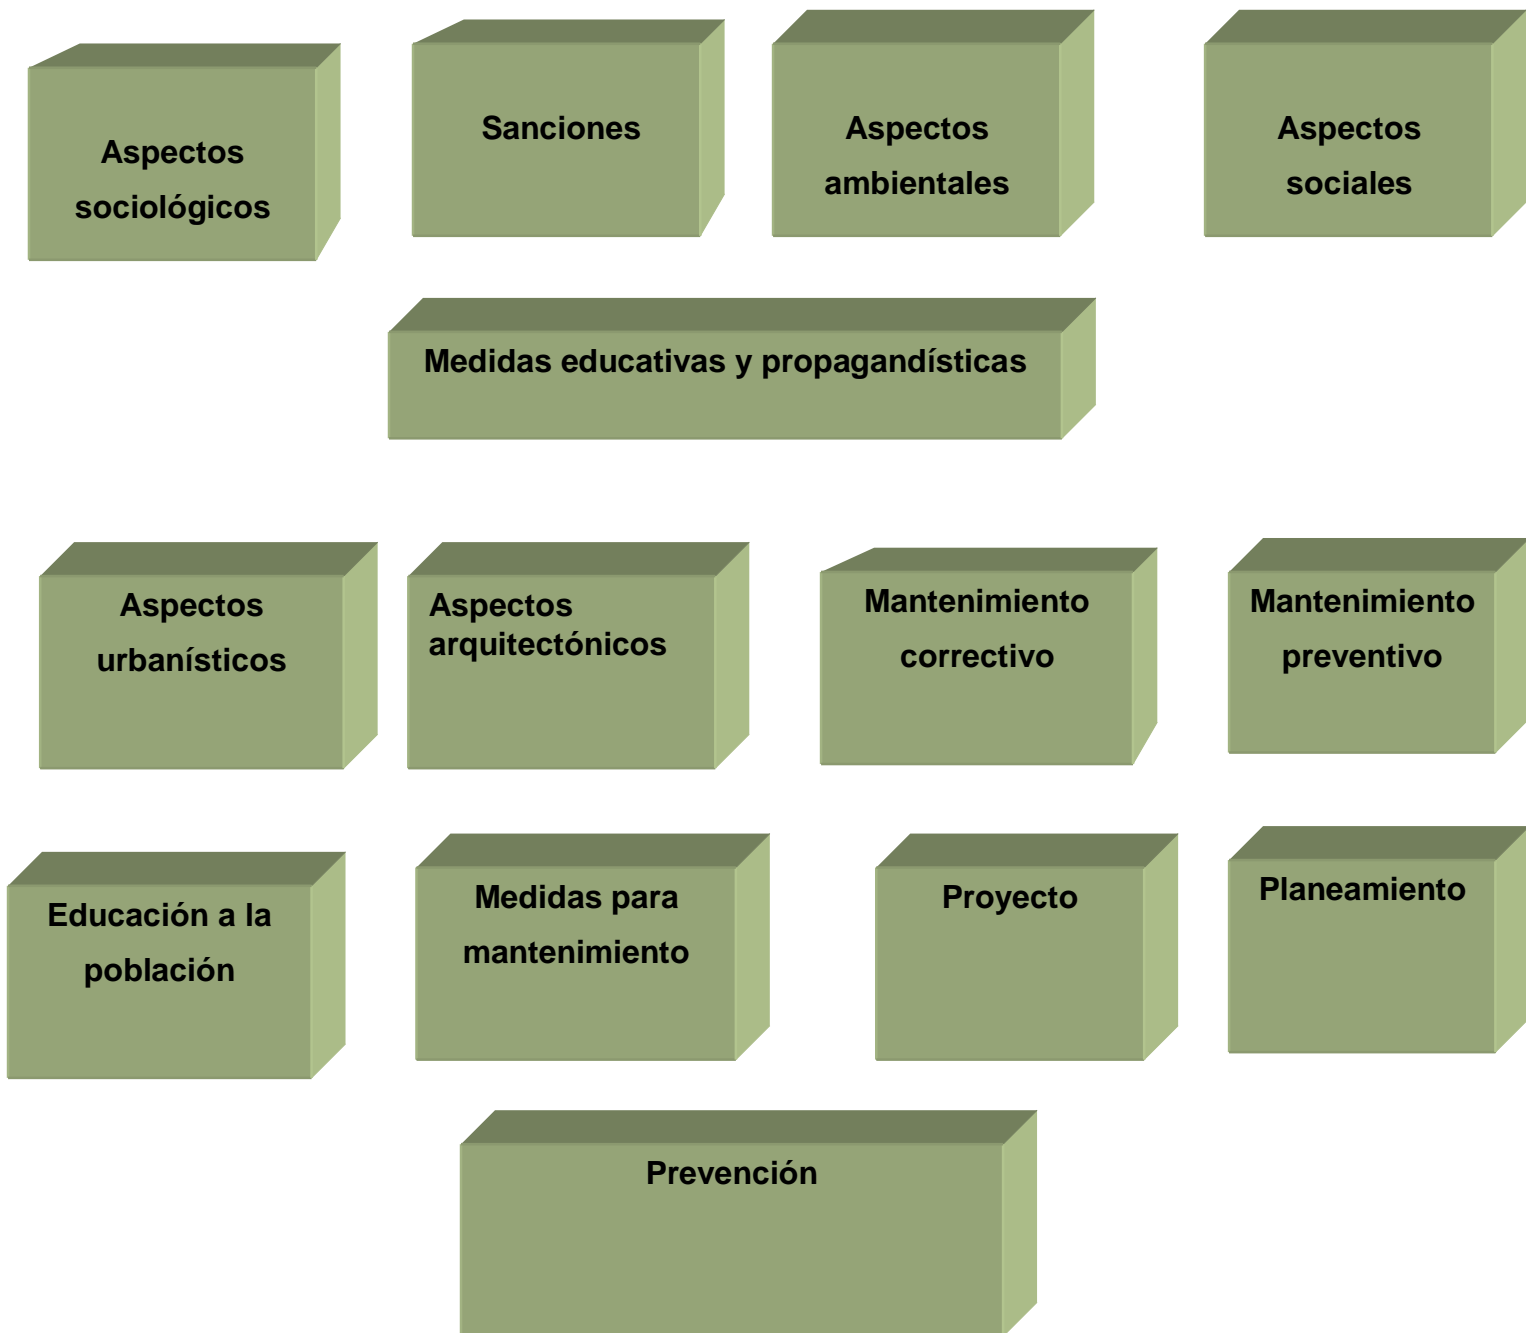 Aspectos
sociológicos
Sanciones
Aspectos
ambientales
Aspectos
sociales
Medidas educativas y propagandísticas
Aspectos
urbanísticos
Aspectos
arquitectónicos
Mantenimiento
correctivo
Mantenimiento
preventivo
Educación a la
población
Medidas para
mantenimiento
Proyecto
Planeamiento
Prevención